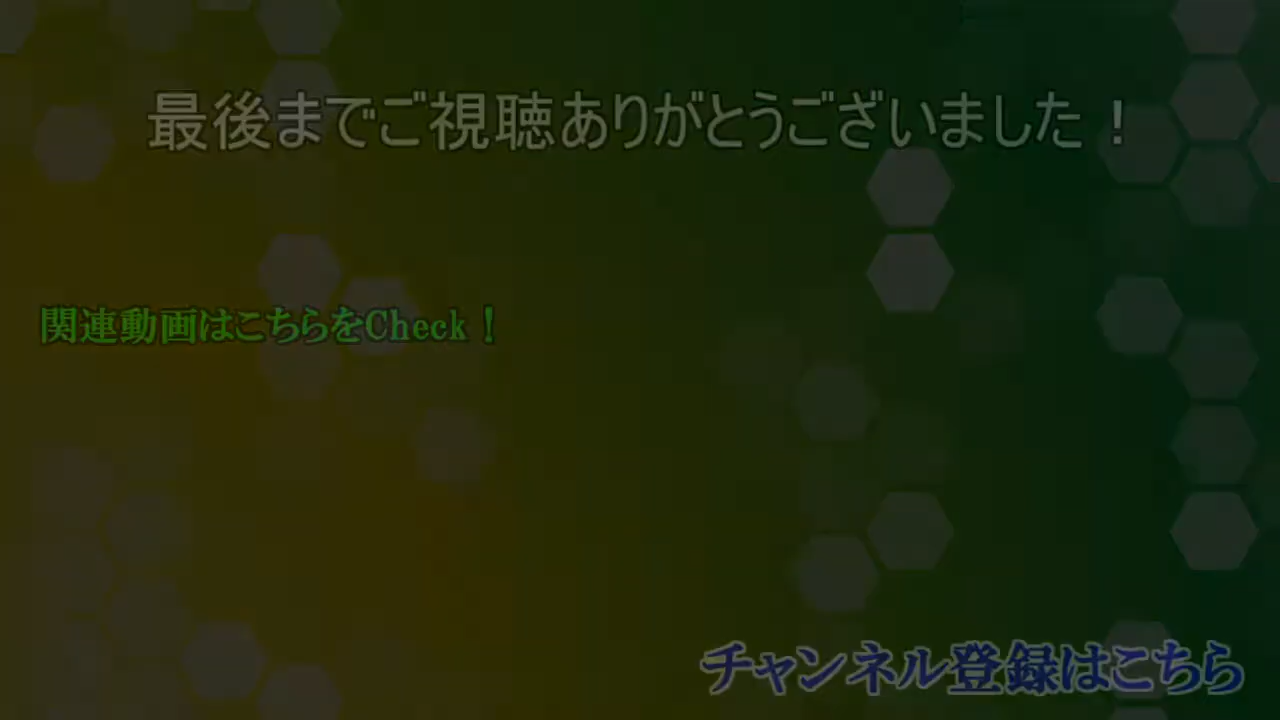 最後までご視聴ありがとうございました！
関連動画はこちらをCheck！
チャンネル登録はこちら